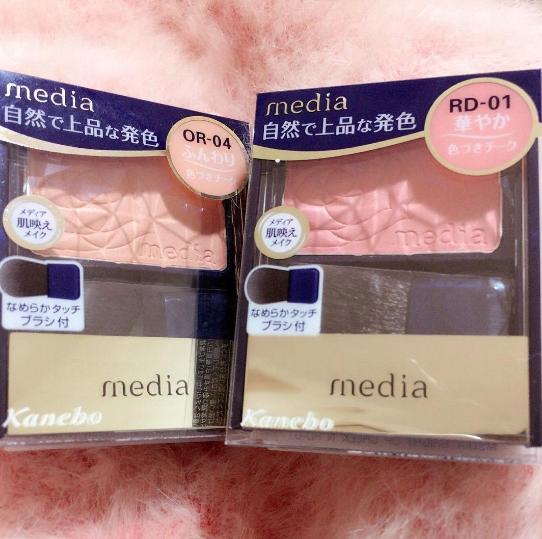 media
自然で上品な発色
OR-04
ふんわり
色づきチーク
media
メディア
肌映え
メイク
なめらかタッチ
ブラシ付
media
Kanebo
media
自然で上品な発色
RD-01
華やか
色づきチーク
media
メディア
肌映え
メイク
なめらかタッチ
ブラシ付
media
Kanebo